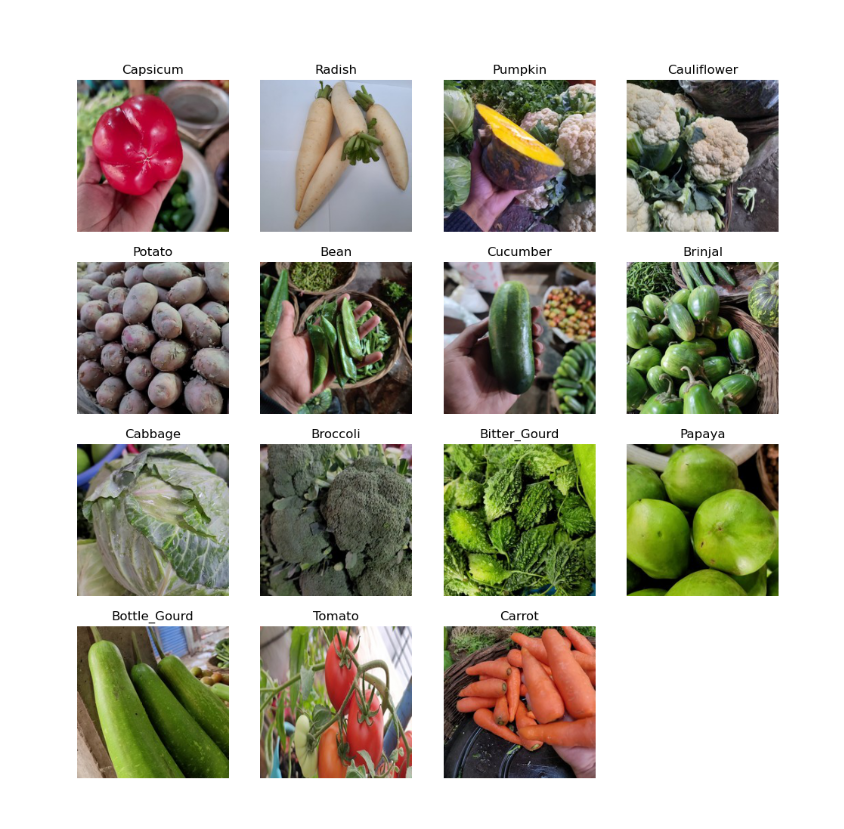 Capsicum
Radish
Pumpkin
Cauliflower
Potato
Bean
Cucumber
Brinjal
Cabbage
Broccoli
Bitter_Gourd
Papaya
Bottle_Gourd
Tomato
Carrot